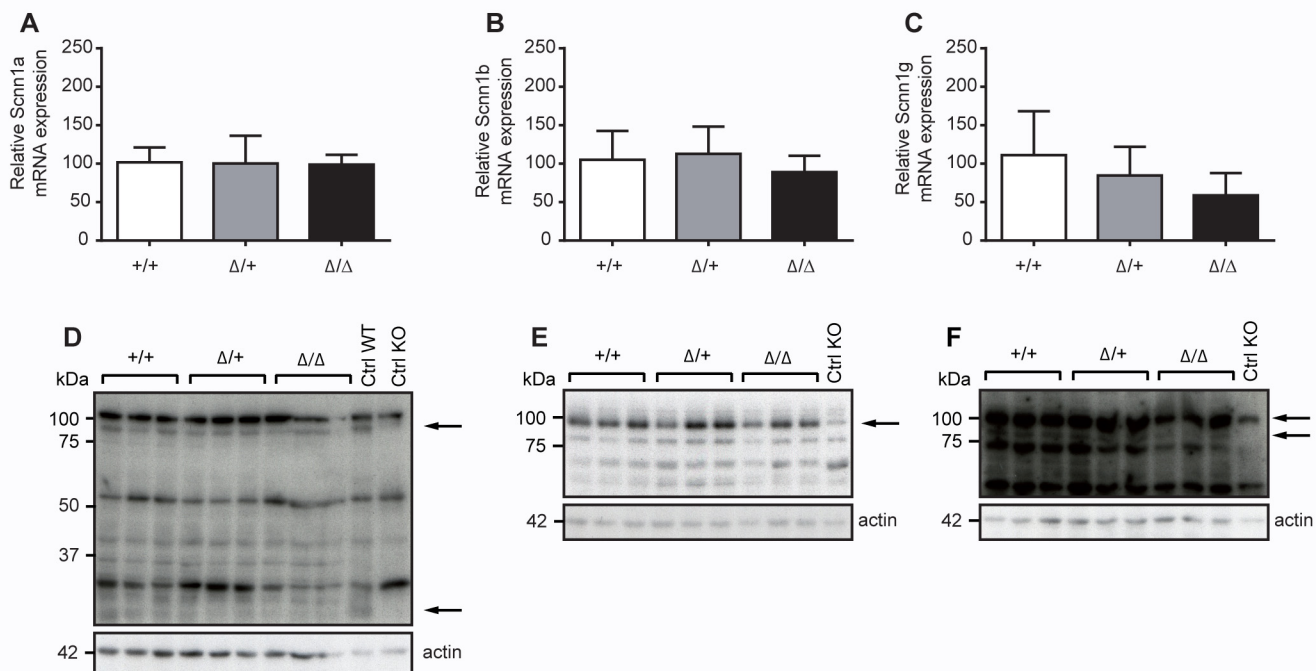 A
Relative Scnn1a
mRNA expression
250
200
150
100
50
0
+/+
Δ/+
Δ/Δ
B
Relative Scnn1b
mRNA expression
250
200
150
100
50
0
+/+
Δ/+
Δ/Δ
C
Relative Scnn1g
mRNA expression
250
200
150
100
50
0
+/+
Δ/+
Δ/Δ
D
+/+
Δ/+
Δ/Δ
Ctrl WT
Ctrl KO
kDa
100
75
50
37
42
actin
E
+/+
Δ/+
Δ/Δ
Ctrl KO
kDa
100
75
42
actin
F
+/+
Δ/+
Δ/Δ
Ctrl KO
kDa
100
75
42
actin